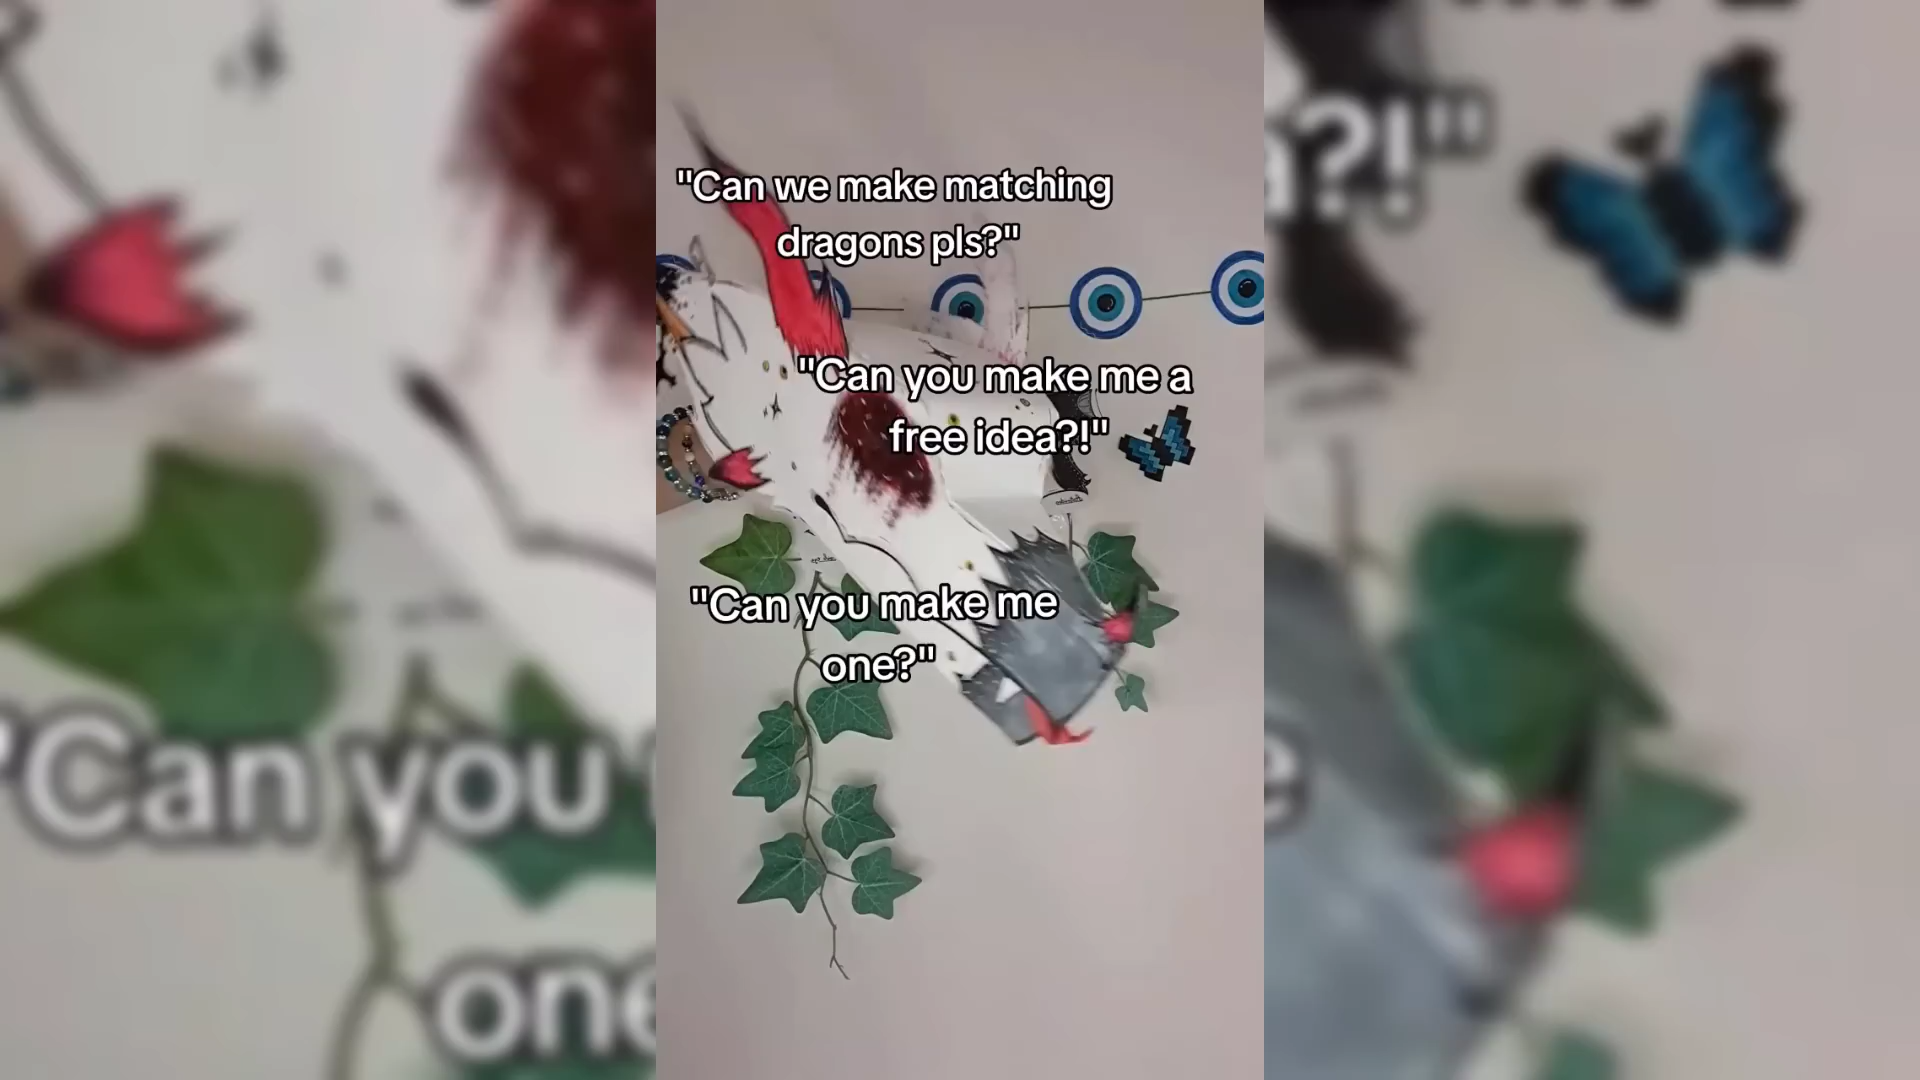 "Can we make matching
dragons pls?"
"Can you make me a
free idea?!"
"Can you make me
one?"